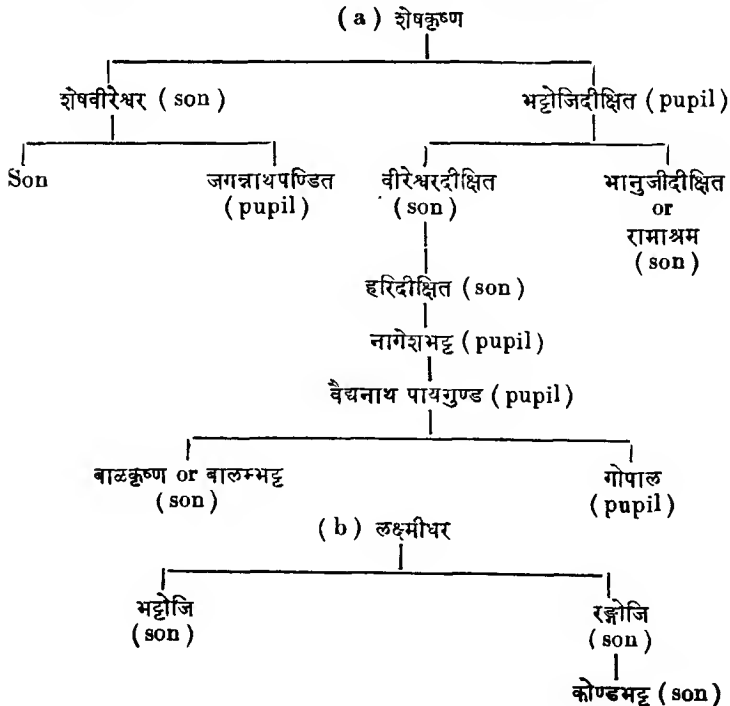 (a) शेषकृष्ण
शेषवीरेश्वर (son) भट्टोजिदीक्षित (pupil)
Son जगन्नाथपण्डित वीरेश्वरदीक्षित भानुजीदीक्षित
(pupil) (son) or
रामाश्रम
(son)
हरिदीक्षित (son)
नागेशभट्ट (pupil)
वैद्यनाथ पायगुण्ड (pupil)
बाळकृष्ण or बालम्भट्ट गोपाल
(son) (pupil)
(b) लक्ष्मीधर
भट्टोजि रङ्गोजि
(son) (son)
कोण्डभट्ट (son)